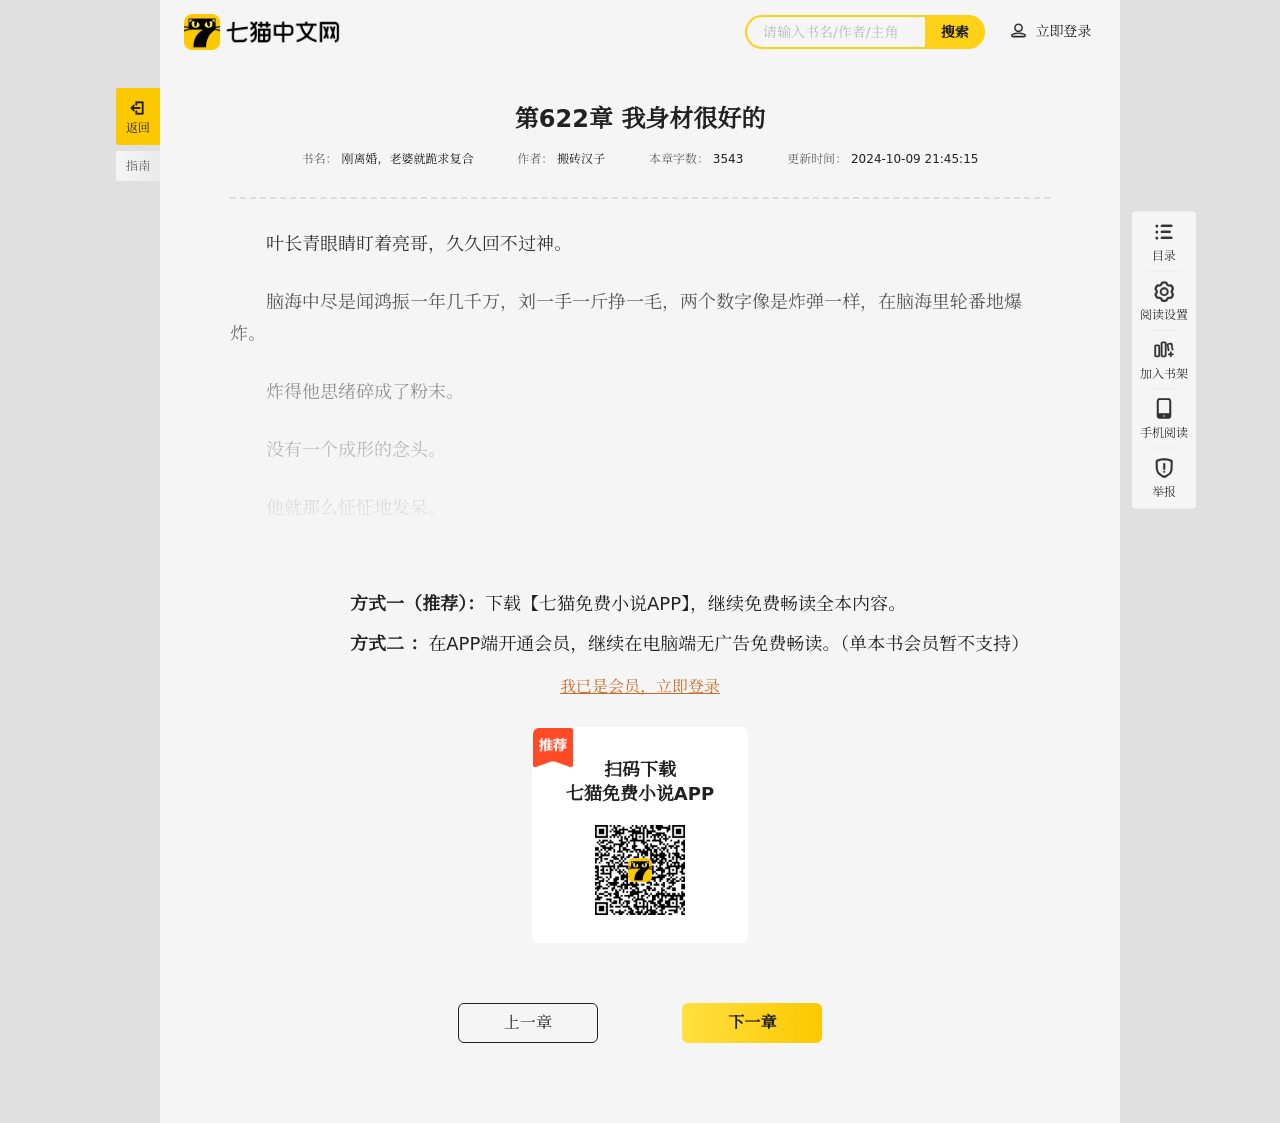 七猫中文网
请输入书名/作者/主角
搜索
立即登录
返回
指南
第622章 我身材很好的
书名： 刚离婚，老婆就跪求复合 作者： 搬砖汉子 本章字数： 3543 更新时间： 2024-10-09 21:45:15
叶长青眼睛盯着亮哥，久久回不过神。
脑海中尽是闻鸿振一年几千万，刘一手一斤挣一毛，两个数字像是炸弹一样，在脑海里轮番地爆
炸。
炸得他思绪碎成了粉末。
没有一个成形的念头。
他就那么怔怔地发呆。
目录
阅读设置
加入书架
手机阅读
举报
方式一（推荐）：下载【七猫免费小说APP】，继续免费畅读全本内容。
方式二 ：在APP端开通会员，继续在电脑端无广告免费畅读。（单本书会员暂不支持）
我已是会员，立即登录
推荐
扫码下载
七猫免费小说APP
上一章
下一章